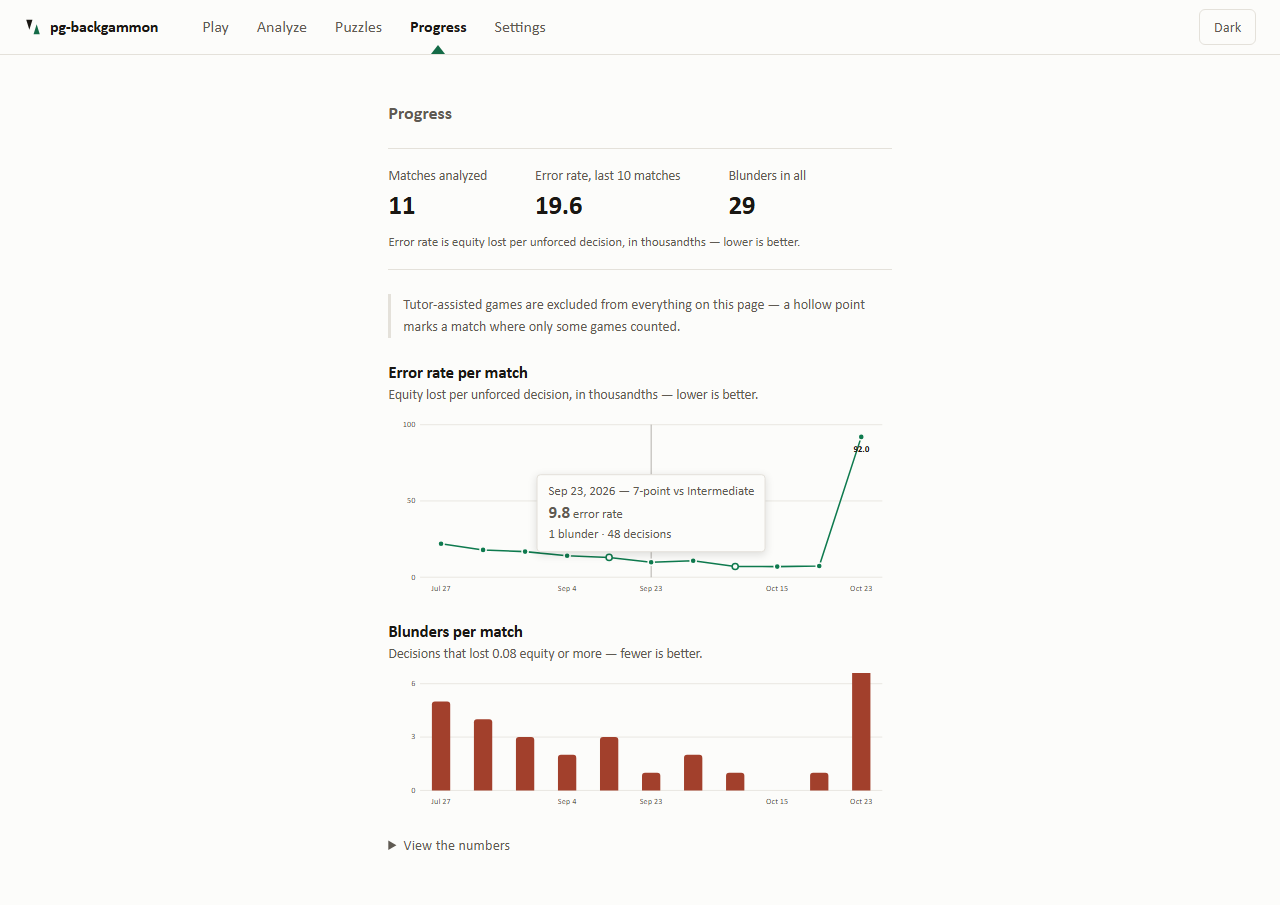 pg-backgammon
Play
Analyze
Puzzles
Progress
Settings
Dark
Progress
Matches analyzed
11
Error rate, last 10 matches
19.6
Blunders in all
29
Error rate is equity lost per unforced decision, in thousandths — lower is better.
Tutor-assisted games are excluded from everything on this page — a hollow point
marks a match where only some games counted.
Error rate per match
Equity lost per unforced decision, in thousandths — lower is better.
100
92.0
Sep 23, 2026 — 7-point vs Intermediate
50
9.8 error rate
1 blunder · 48 decisions
0
Jul 27
Sep 4
Sep 23
Oct 15
Oct 23
Blunders per match
Decisions that lost 0.08 equity or more — fewer is better.
6
3
0
Jul 27
Sep 4
Sep 23
Oct 15
Oct 23
View the numbers